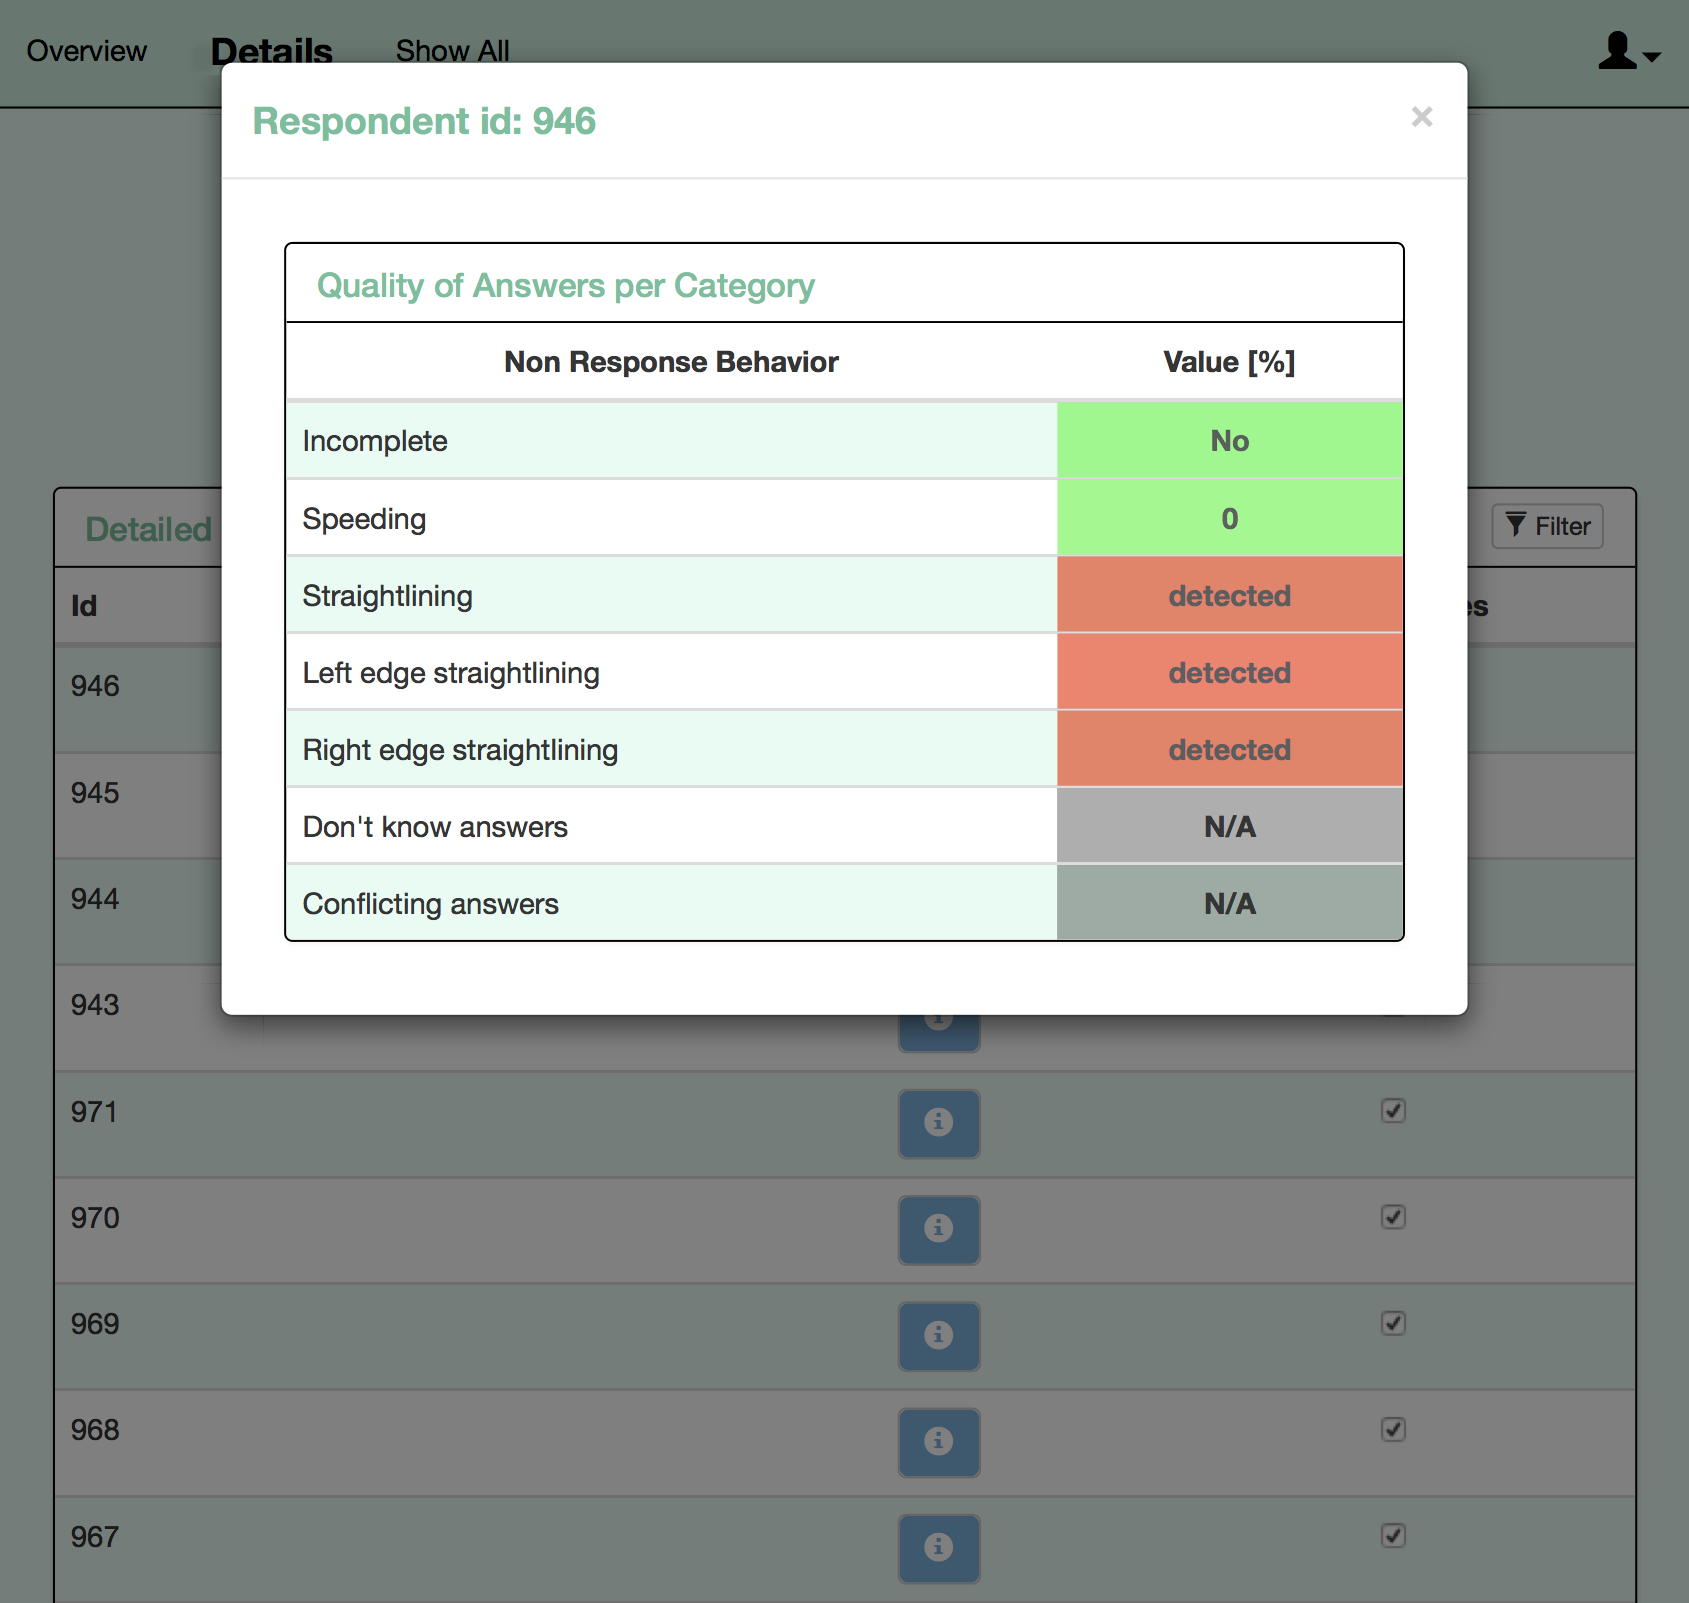 Overview Details Show All
Respondent id: 946 ×
Quality of Answers per Category
Non Response Behavior Value [%]
Incomplete No
Speeding 0
Straightlining detected
Left edge straightlining detected
Right edge straightlining detected
Don't know answers N/A
Conflicting answers N/A
Detailed Filter
Id
946
945
944
943
971
970
969
968
967